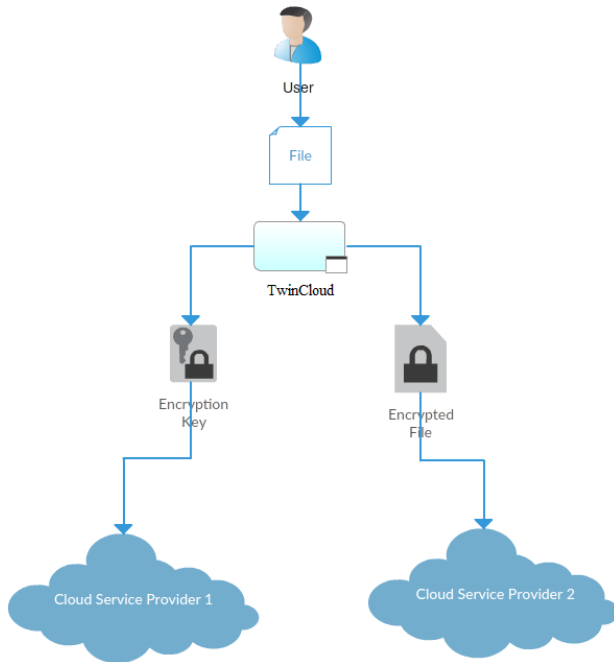 User
File
TwinCloud
Encryption
Key
Encrypted
File
Cloud Service Provider 1
Cloud Service Provider 2